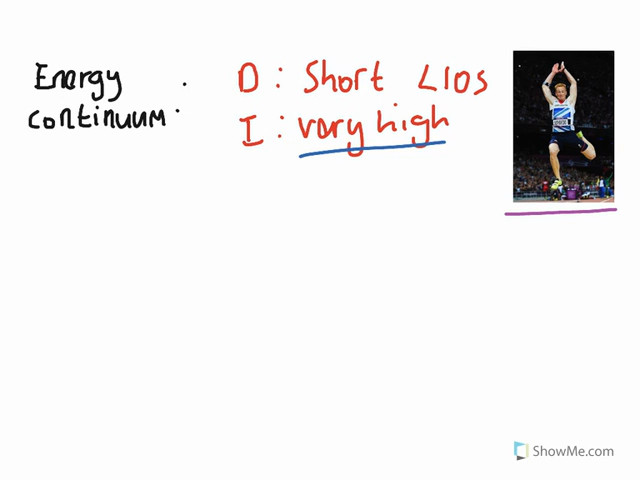 Energy
continuum
D : Short <10s
I : very high
ShowMe.com